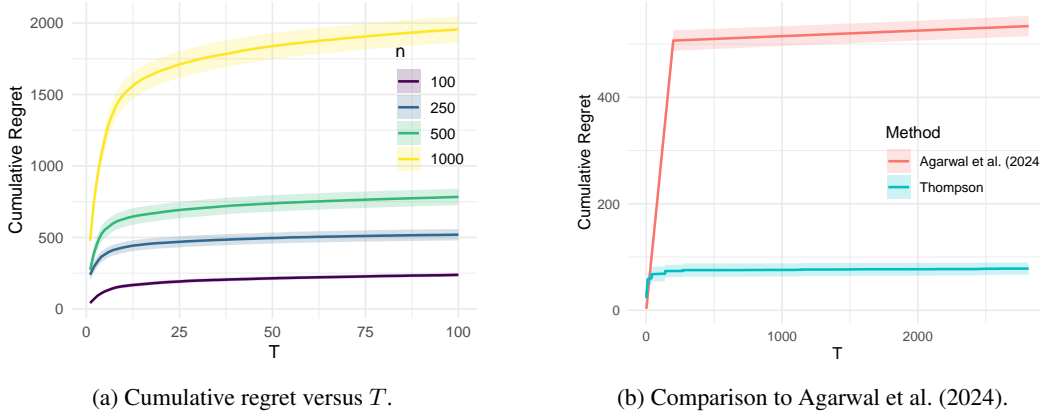 2000
1500
1000
500
0
Cumulative Regret
0
25
50
75
100
T
n
100
250
500
1000
(a) Cumulative regret versus T.
400
200
0
Cumulative Regret
0
1000
2000
T
Method
Agarwal et al. (2024
Thompson
(b) Comparison to Agarwal et al. (2024).